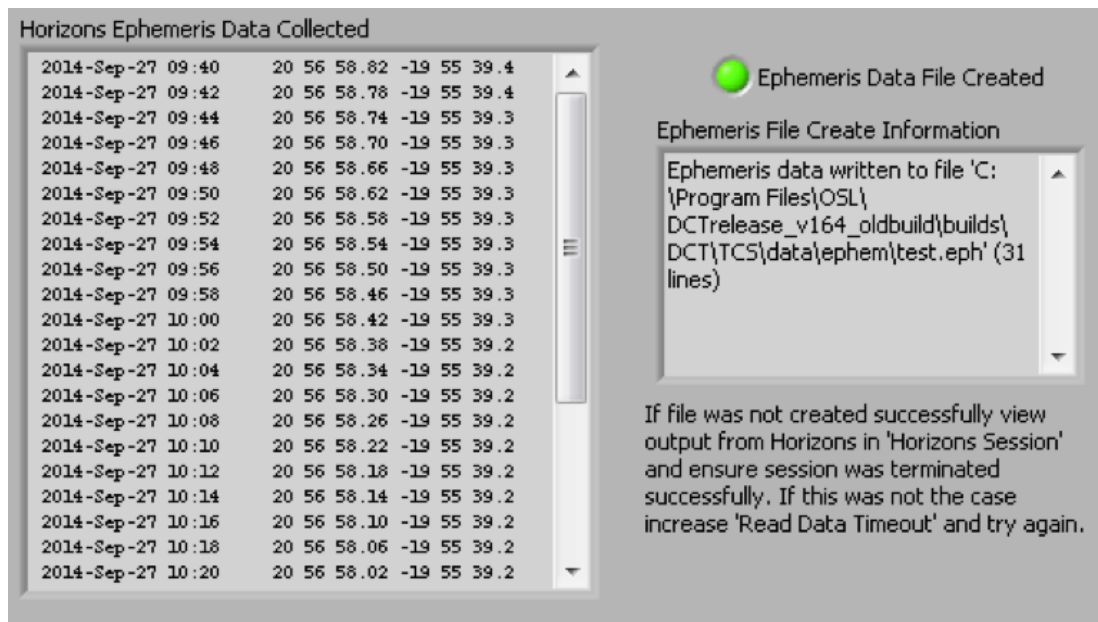 Horizons Ephemeris Data Collected
2014-Sep-27 09:40 20 56 58.82 -19 55 39.4
2014-Sep-27 09:42 20 56 58.78 -19 55 39.4
2014-Sep-27 09:44 20 56 58.74 -19 55 39.3
2014-Sep-27 09:46 20 56 58.70 -19 55 39.3
2014-Sep-27 09:48 20 56 58.66 -19 55 39.3
2014-Sep-27 09:50 20 56 58.62 -19 55 39.3
2014-Sep-27 09:52 20 56 58.58 -19 55 39.3
2014-Sep-27 09:54 20 56 58.54 -19 55 39.3
2014-Sep-27 09:56 20 56 58.50 -19 55 39.3
2014-Sep-27 09:58 20 56 58.46 -19 55 39.3
2014-Sep-27 10:00 20 56 58.42 -19 55 39.3
2014-Sep-27 10:02 20 56 58.38 -19 55 39.2
2014-Sep-27 10:04 20 56 58.34 -19 55 39.2
2014-Sep-27 10:06 20 56 58.30 -19 55 39.2
2014-Sep-27 10:08 20 56 58.26 -19 55 39.2
2014-Sep-27 10:10 20 56 58.22 -19 55 39.2
2014-Sep-27 10:12 20 56 58.18 -19 55 39.2
2014-Sep-27 10:14 20 56 58.14 -19 55 39.2
2014-Sep-27 10:16 20 56 58.10 -19 55 39.2
2014-Sep-27 10:18 20 56 58.06 -19 55 39.2
2014-Sep-27 10:20 20 56 58.02 -19 55 39.2
Ephemeris Data File Created
Ephemeris File Create Information
Ephemeris data written to file 'C:
\Program Files\OSL\
DCTrelease_v164_oldbuild\builds\
DCT\TCS\data\ephem\test.eph' (31
lines)
If file was not created successfully view
output from Horizons in 'Horizons Session'
and ensure session was terminated
successfully. If this was not the case
increase 'Read Data Timeout' and try again.